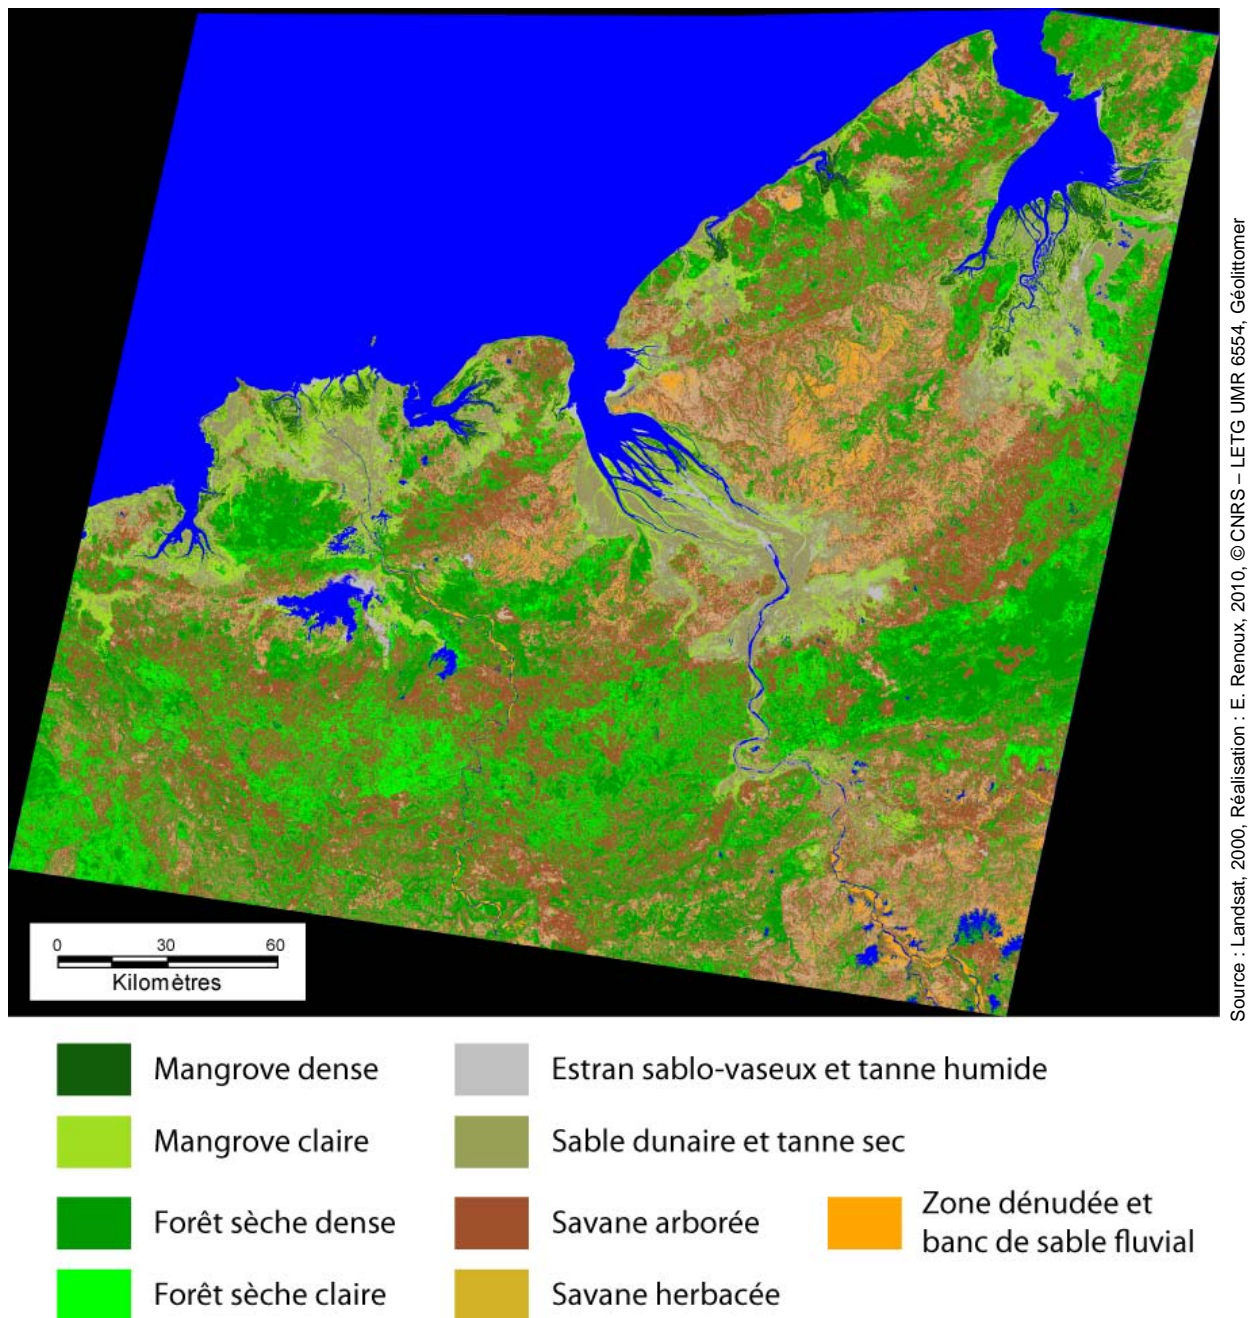 Source : Landsat, 2000, Réalisation : E. Renoux, 2010, © CNRS – LETG UMR 6554, Géolittomer
0 30 60
Kilomètres
Mangrove dense
Mangrove claire
Forêt sèche dense
Forêt sèche claire
Estran sablo-vaseux et tanne humide
Sable dunaire et tanne sec
Savane arborée
Savane herbacée
Zone dénudée et
banc de sable fluvial